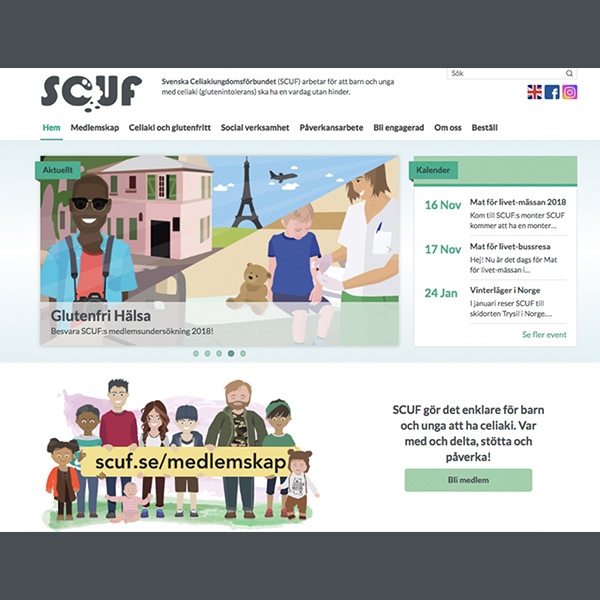 SCUF
Svenska Celiakiungdomsförbundet (SCUF) arbetar för att barn och unga
med celiaki (glutenintolerans) ska ha en vardag utan hinder.
Sök
Hem Medlemskap Celiaki och glutenfritt Social verksamhet Påverkansarbete Bli engagerad Om oss Beställ
Aktuellt
Glutenfri Hälsa
Besvara SCUF:s medlemsundersökning 2018!
Kalender
16 Nov
Mat för livet-mässan 2018
Kom till SCUF:s monter SCUF
kommer att ha en monter...
17 Nov
Mat för livet-bussresa
Hej! Nu är det dags för Mat
för livet-mässan i...
24 Jan
Vinterläger i Norge
I januari reser SCUF till
skidorten Trysil i Norge....
Se fler event
scuf.se/medlemskap
SCUF gör det enklare för barn
och unga att ha celiaki. Var
med och delta, stötta och
påverka!
Bli medlem